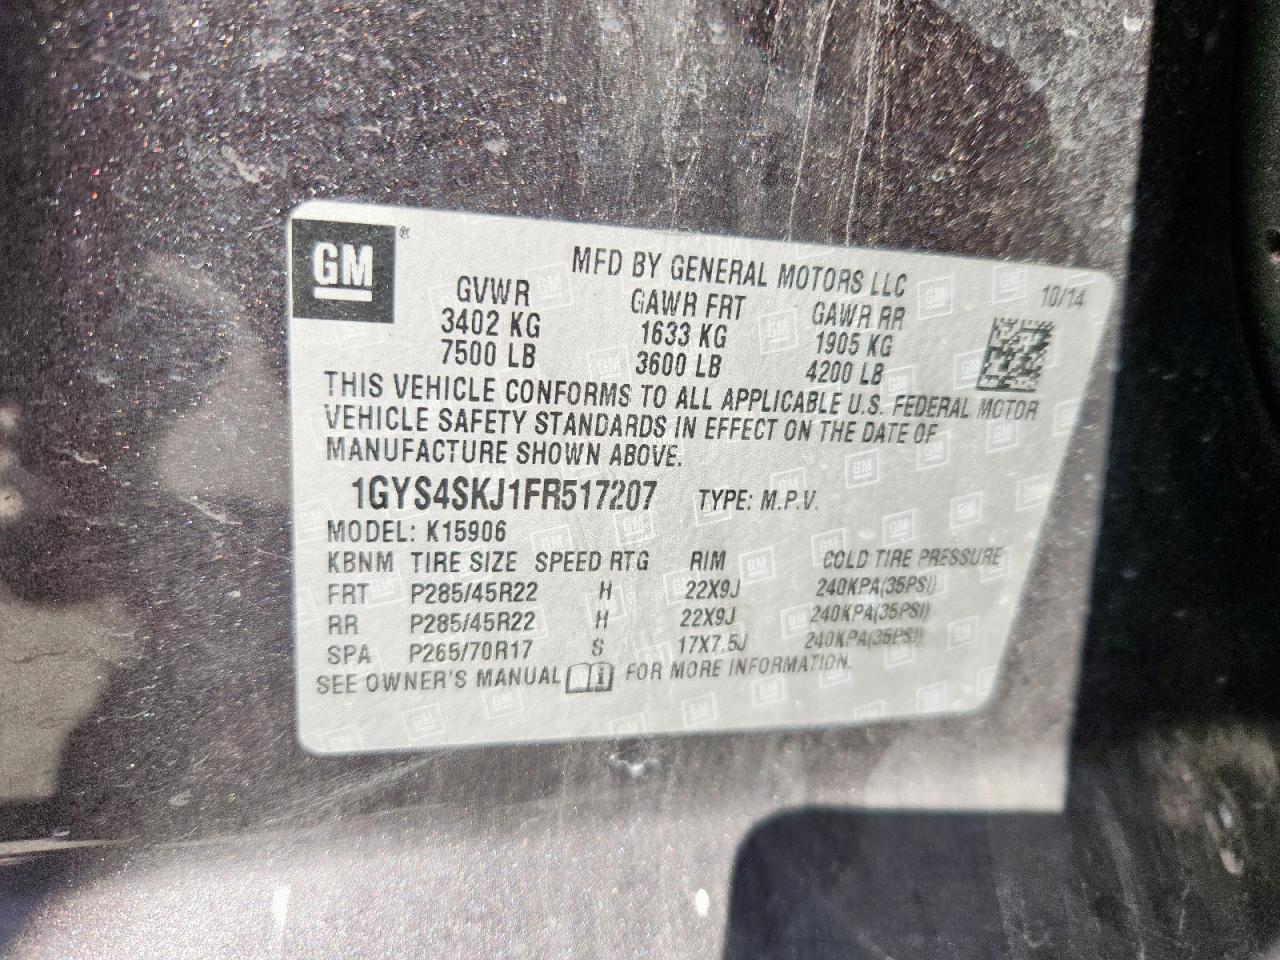 GM®
MFD BY GENERAL MOTORS LLC
10/14
GVWR GAWR FRT GAWR RR
3402 KG 1633 KG 1905 KG
7500 LB 3600 LB 4200 LB
THIS VEHICLE CONFORMS TO ALL APPLICABLE U.S. FEDERAL MOTOR
VEHICLE SAFETY STANDARDS IN EFFECT ON THE DATE OF
MANUFACTURE SHOWN ABOVE.
1GYS4SKJ1FR517207 TYPE: M.P.V.
MODEL: K15906
KBNM TIRE SIZE SPEED RTG RIM COLD TIRE PRESSURE
FRT P285/45R22 H 22X9J 240KPA(35PSI)
RR P285/45R22 H 22X9J 240KPA(35PSI)
SPA P265/70R17 S 17X7.5J 240KPA(35PSI)
SEE OWNER'S MANUAL FOR MORE INFORMATION.